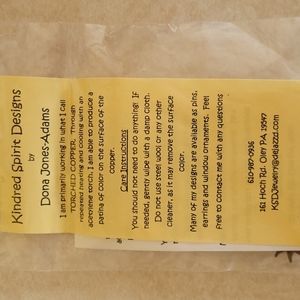 Kindred Spirit Designs
by
Dona Jones-Adams
I am primarily working in what I call
TORCHED COPPER. Through
repeated heating and cooling with an
acetylene torch, I am able to produce a
patina of color on the surface of the
copper.
Care Instructions
You should not need to do anything! If
needed, gently wipe with a damp cloth.
Do not use steel wool or any other
cleaner, as it may remove the surface
color.
Many of my designs are available as pins,
earrings and window ornaments. Feel
free to contact me with any questions
610-987-
161 Hoch Rd. Oley PA 19547
KSDJewelry@dejazzd.com